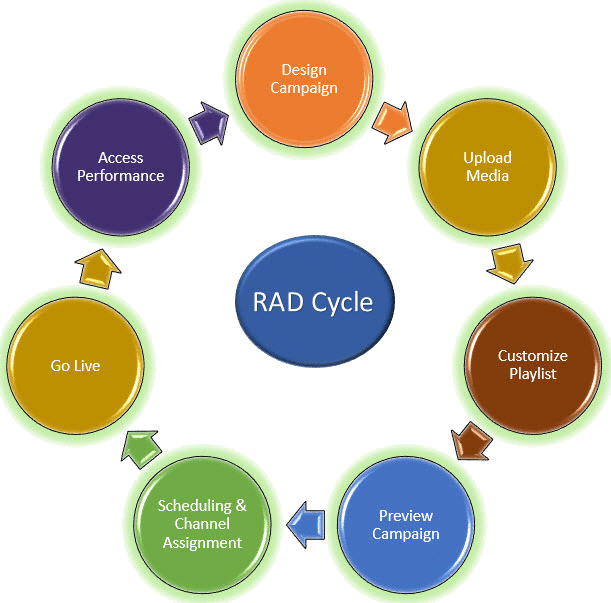 Design
Campaign
Upload
Media
Customize
Playlist
Preview
Campaign
Scheduling &
Channel
Assignment
Go Live
Access
Performance
RAD Cycle